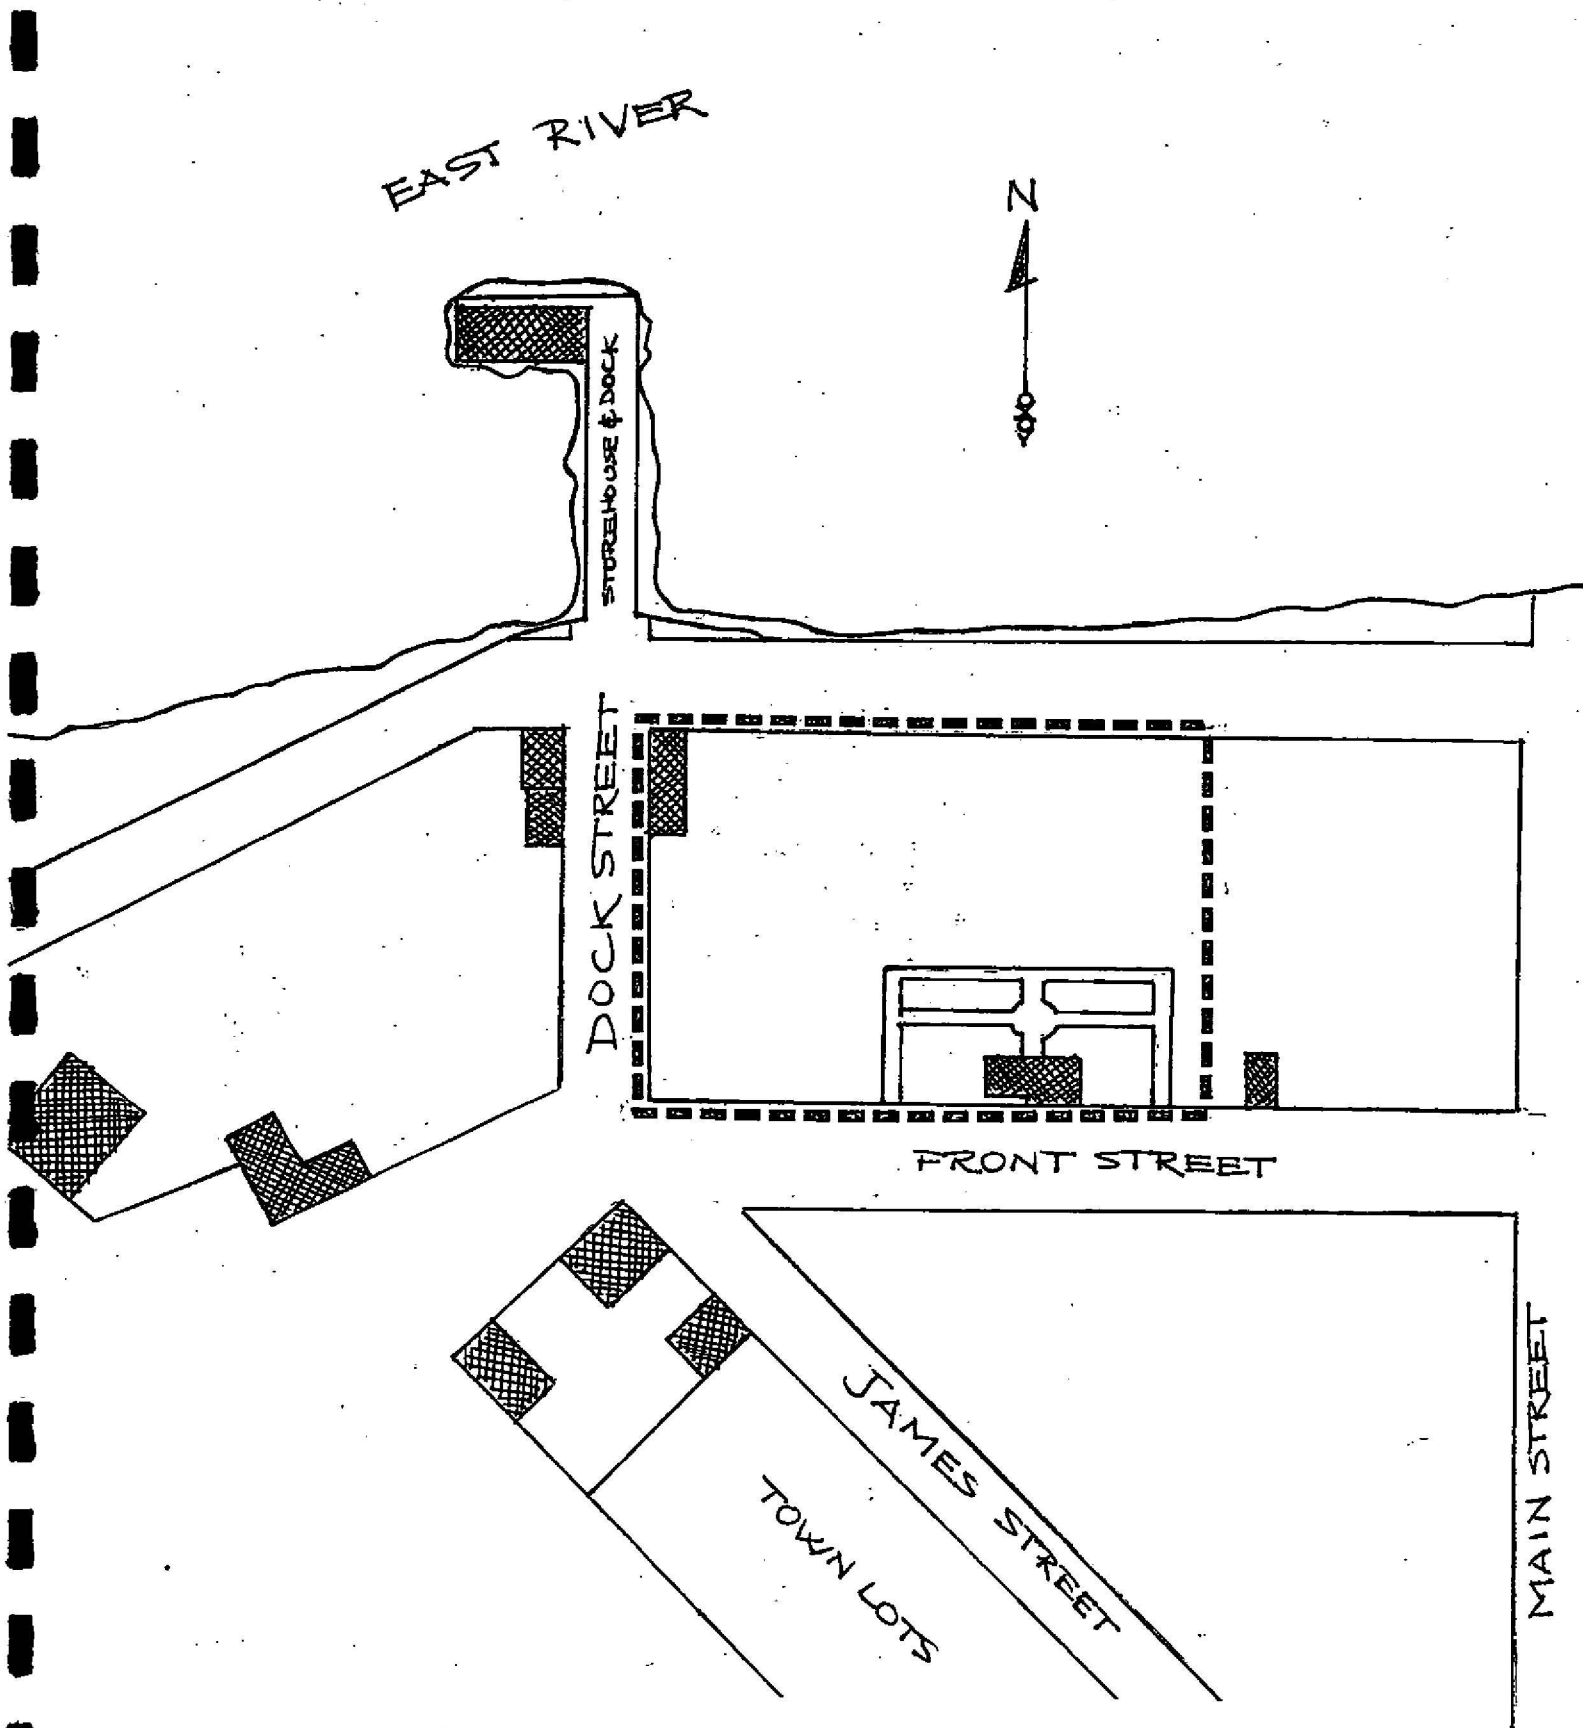 EAST RIVER
N
STOREHOUSE & DOCK
DOCK STREET
FRONT STREET
JAMES STREET
TOWN LOTS
MAIN STREET